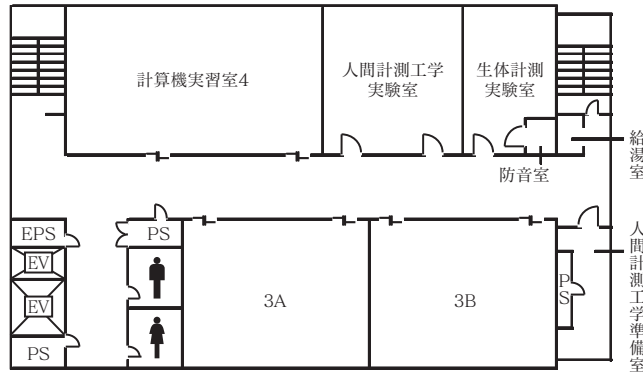 計算機実習室4
人間計測工学
実験室
生体計測
実験室
給湯室
防音室
EPS
PS
人間計測工学準備室
EV
3A
3B
PS
EV
PS